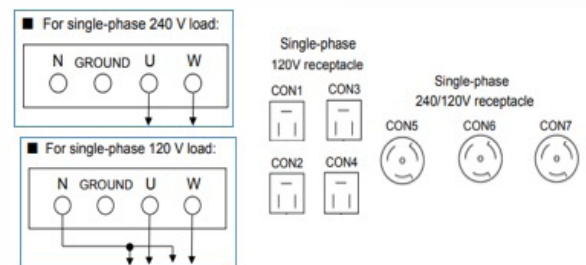 ■ For single-phase 240 V load:
N GROUND U W
■ For single-phase 120 V load:
N GROUND U W
Single-phase
120V receptacle
CON1 CON3
CON2 CON4
Single-phase
240/120V receptacle
CON5 CON6 CON7